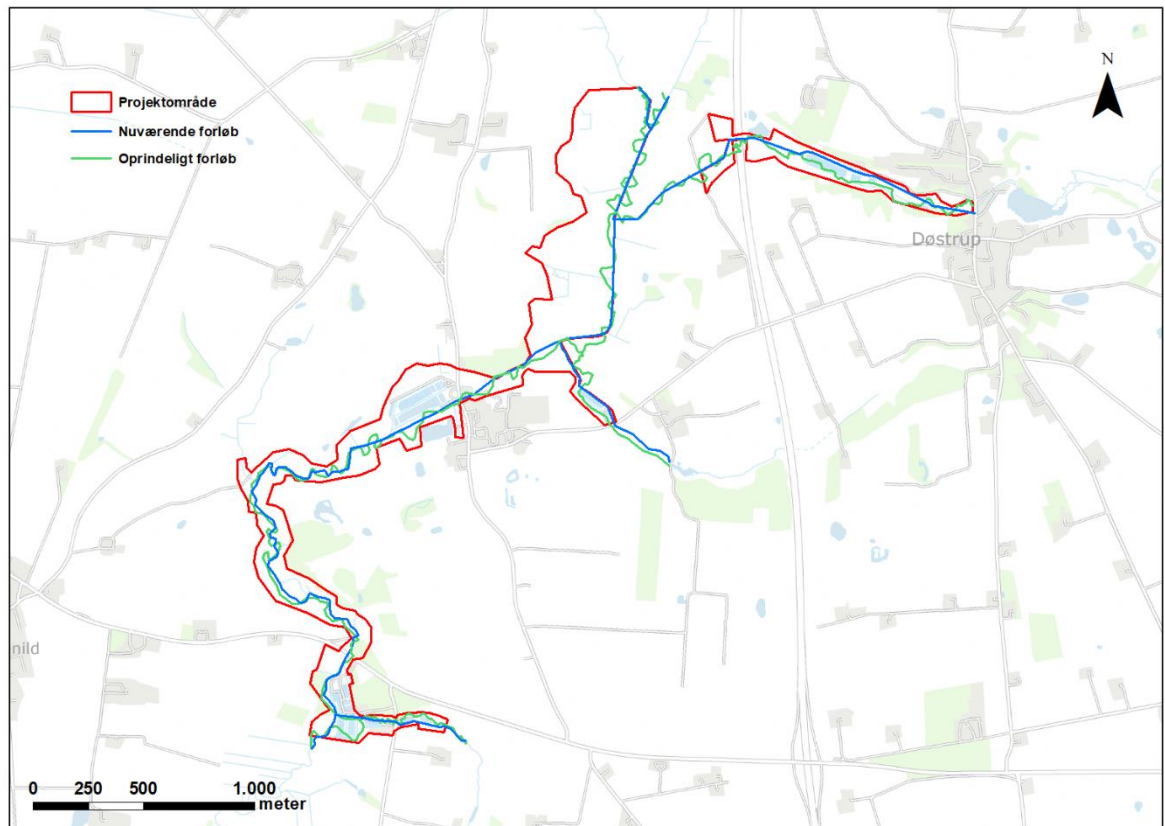 N
Projektområde
Nuværende forløb
Oprindeligt forløb
Døstrup
nild
0 250 500 1.000
meter